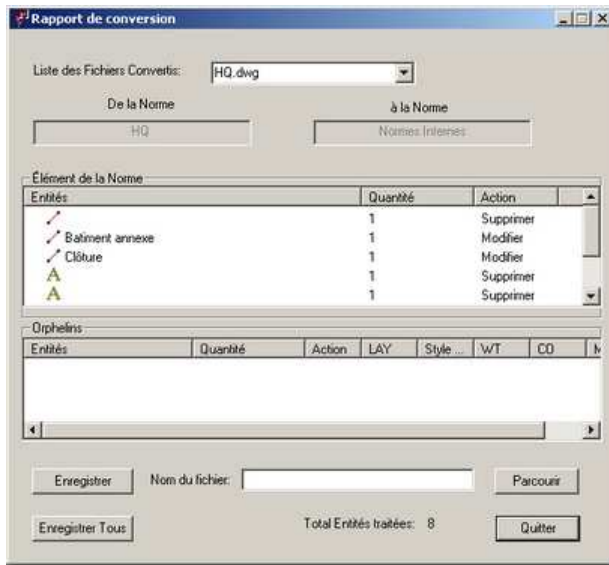 Rapport de conversion
Liste des Fichiers Convertis: HQ.dwg
De la Norme à la Norme
HQ Normes Internes
Élément de la Norme
Entités Quantité Action
1 Supprimer
Batiment annexe 1 Modifier
Clôture 1 Modifier
A 1 Supprimer
A 1 Supprimer
Orphelins
Entités Quantité Action LAY Style ... WT CO M
Enregistrer Nom du fichier: Parcourir
Enregistrer Tous Total Entités traitées: 8 Quitter